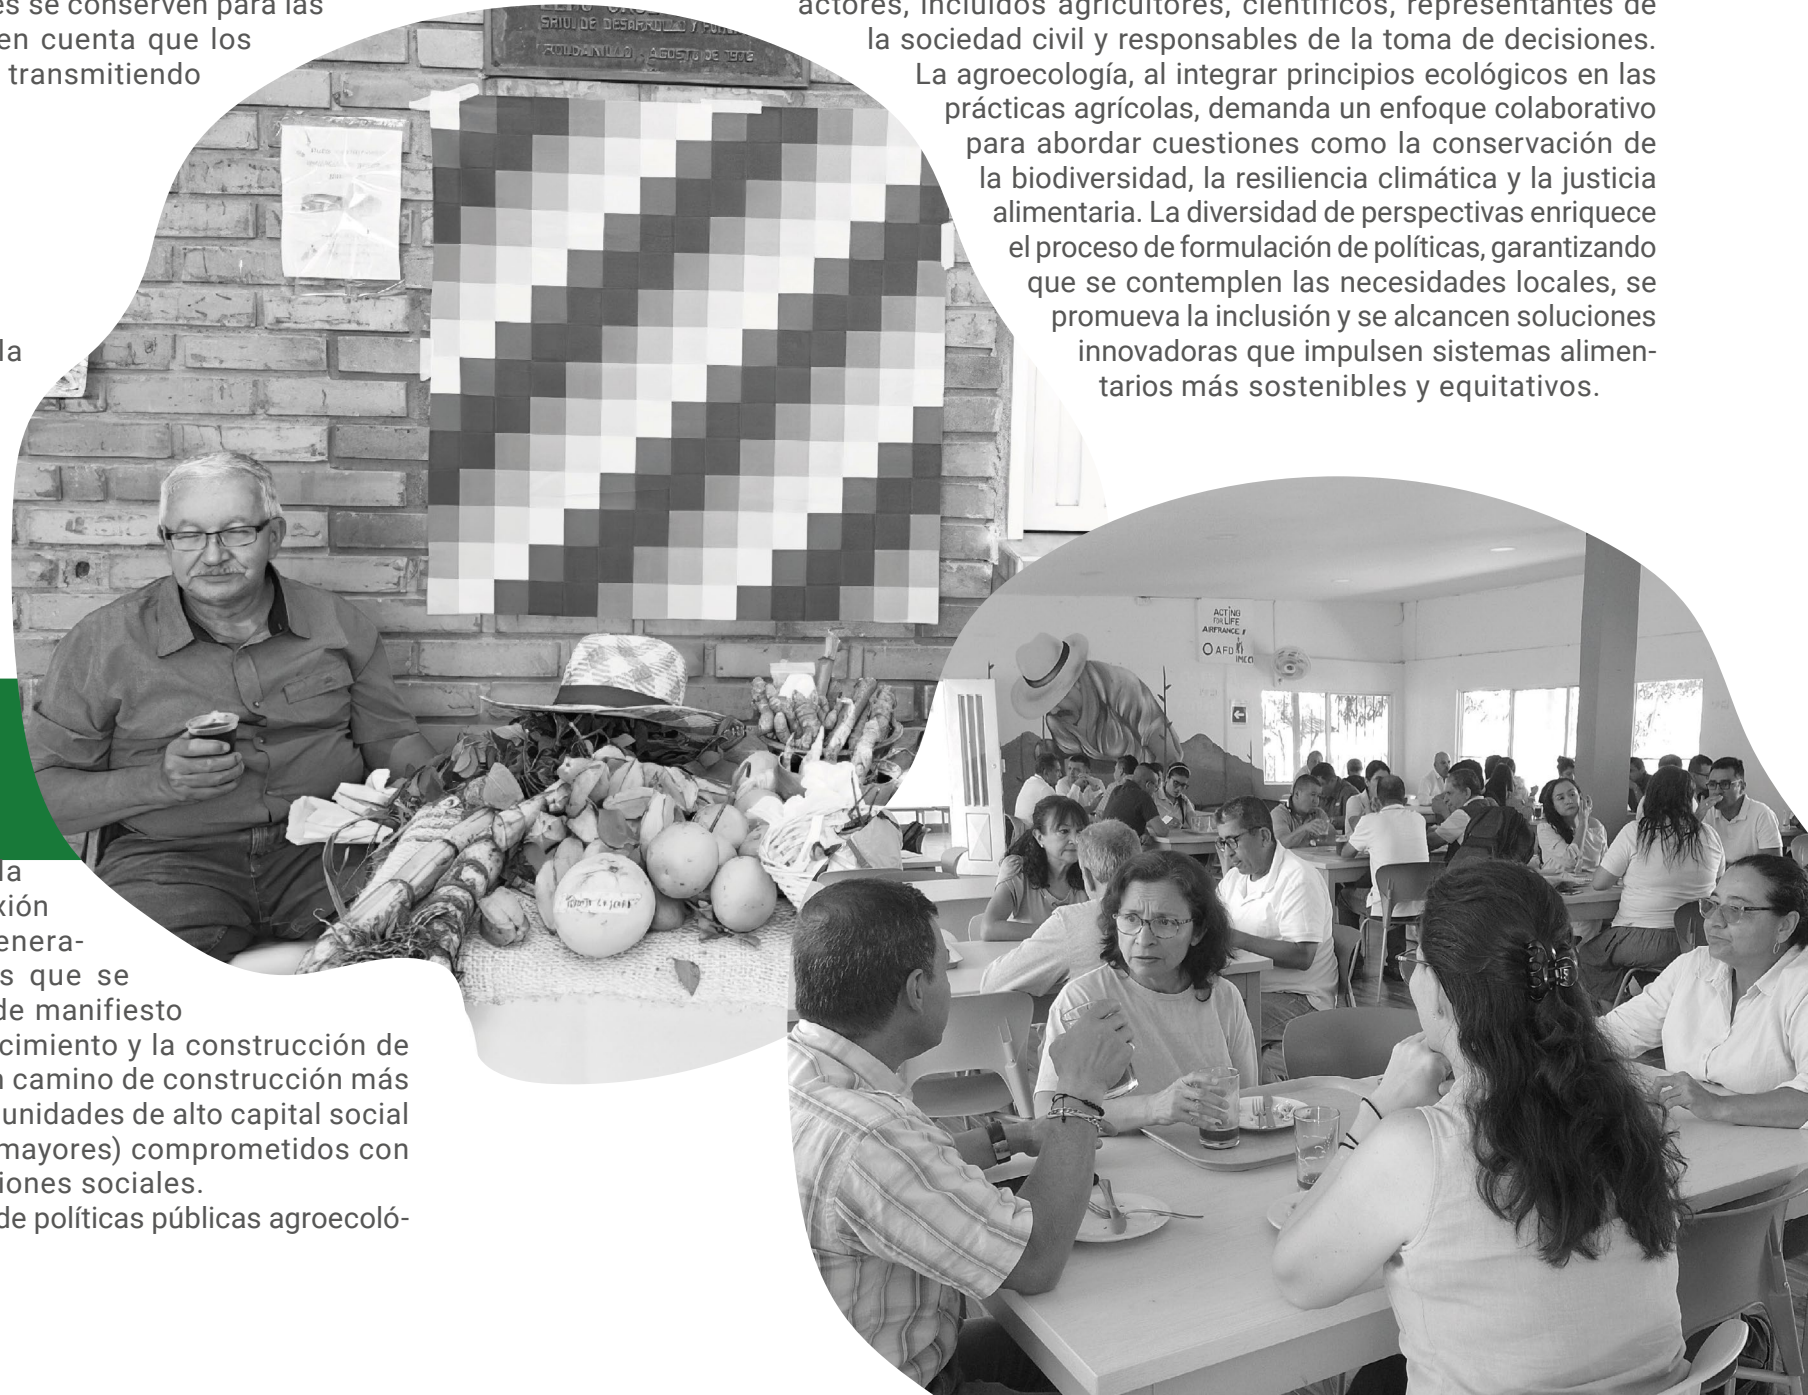 es se conserven para las
en cuenta que los
transmitiendo
la
la
xión
enera-
s que se
de manifiesto
cimiento y la construcción de
n camino de construcción más
unidades de alto capital social
mayores) comprometidos con
iones sociales.
de políticas públicas agroecoló-
actores, incluidos agricultores, científicos, representantes de
la sociedad civil y responsables de la toma de decisiones.
La agroecología, al integrar principios ecológicos en las
prácticas agrícolas, demanda un enfoque colaborativo
para abordar cuestiones como la conservación de
la biodiversidad, la resiliencia climática y la justicia
alimentaria. La diversidad de perspectivas enriquece
el proceso de formulación de políticas, garantizando
que se contemplen las necesidades locales, se
promueva la inclusión y se alcancen soluciones
innovadoras que impulsen sistemas alimen-
tarios más sostenibles y equitativos.
DE DESARROLLO Y
ROLDANILLO - AGOSTO DE 1978
ACTING
FOR LIFE
AIRFRANCE
AFD